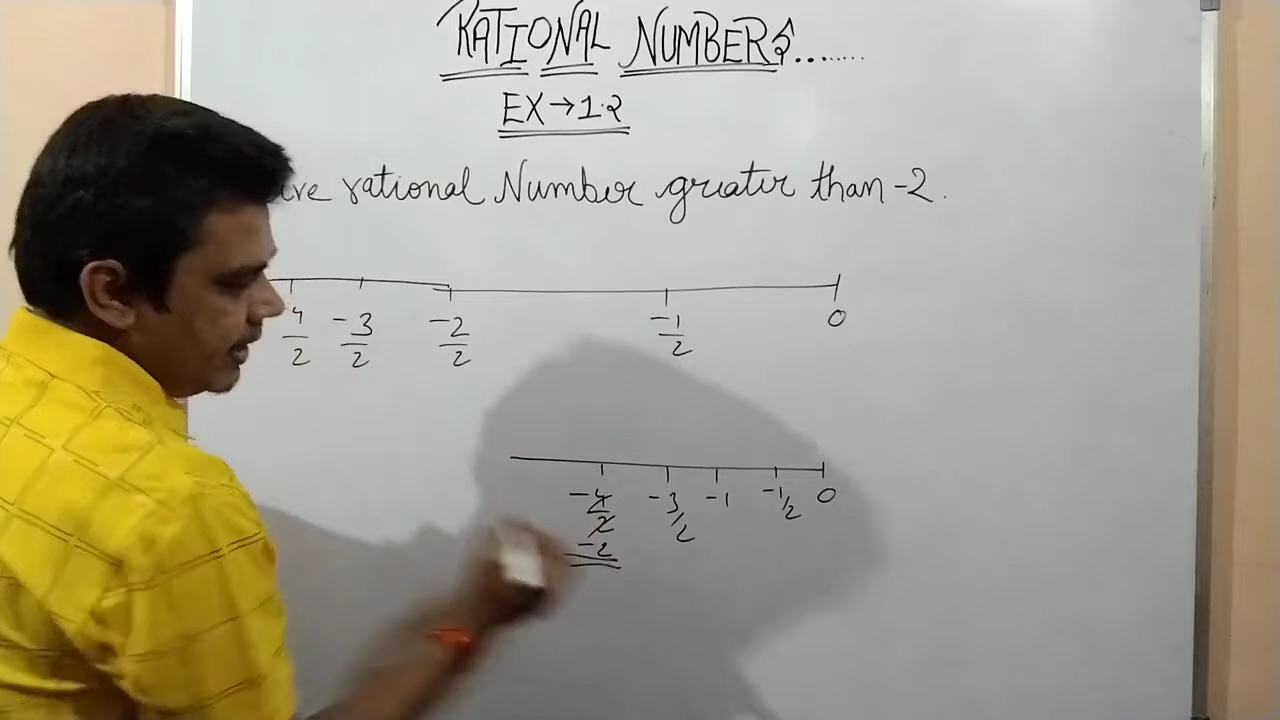 RATIONAL NUMBERS........
EX→1.2
ive rational Number greater than -2.
4/2 -3/2 -2/2 -1/2 0
-4/2 -3/2 -1 -1/2 0
-2